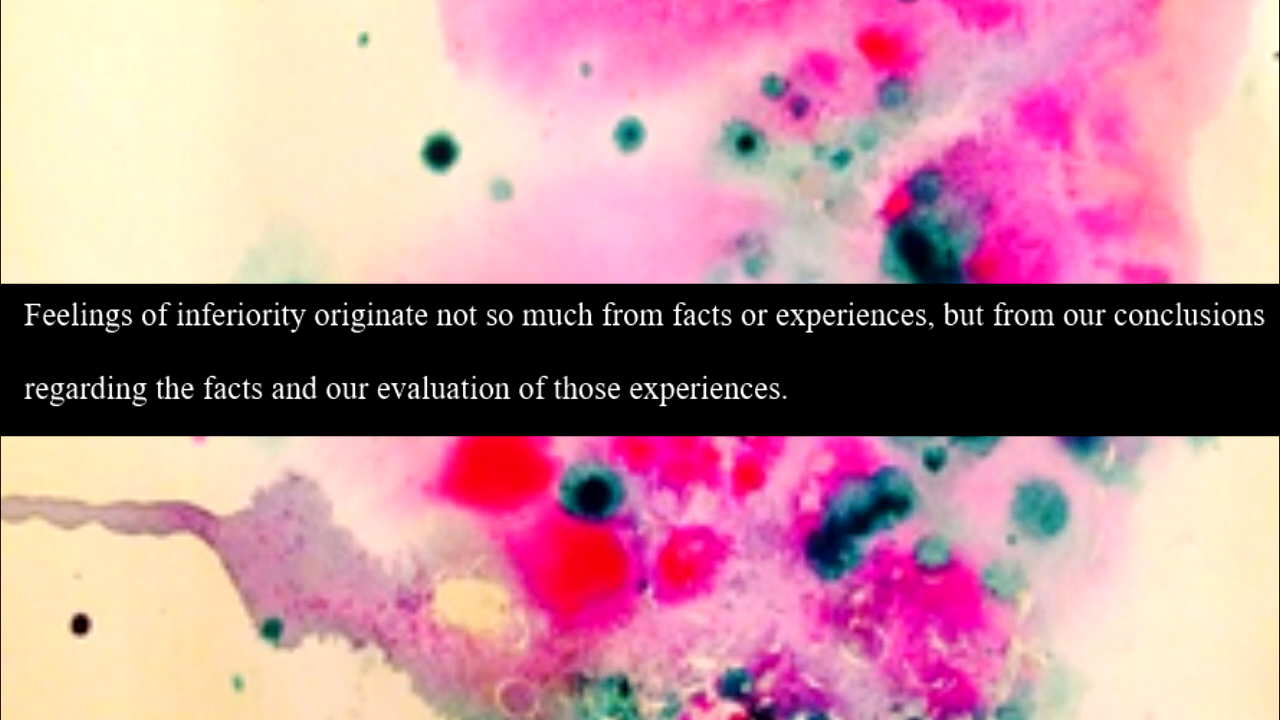 Feelings of inferiority originate not so much from facts or experiences, but from our conclusions
regarding the facts and our evaluation of those experiences.